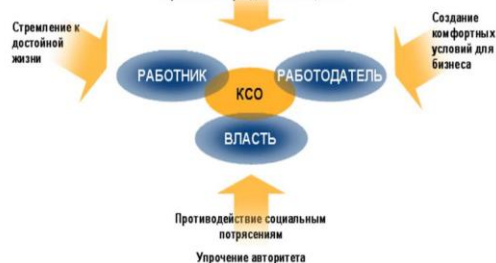 Стремление к
достойной
жизни
Создание
комфортных
условий для
бизнеса
РАБОТНИК
РАБОТОДАТЕЛЬ
КСО
ВЛАСТЬ
Противодействие социальным
потрясениям
Упрочение авторитета